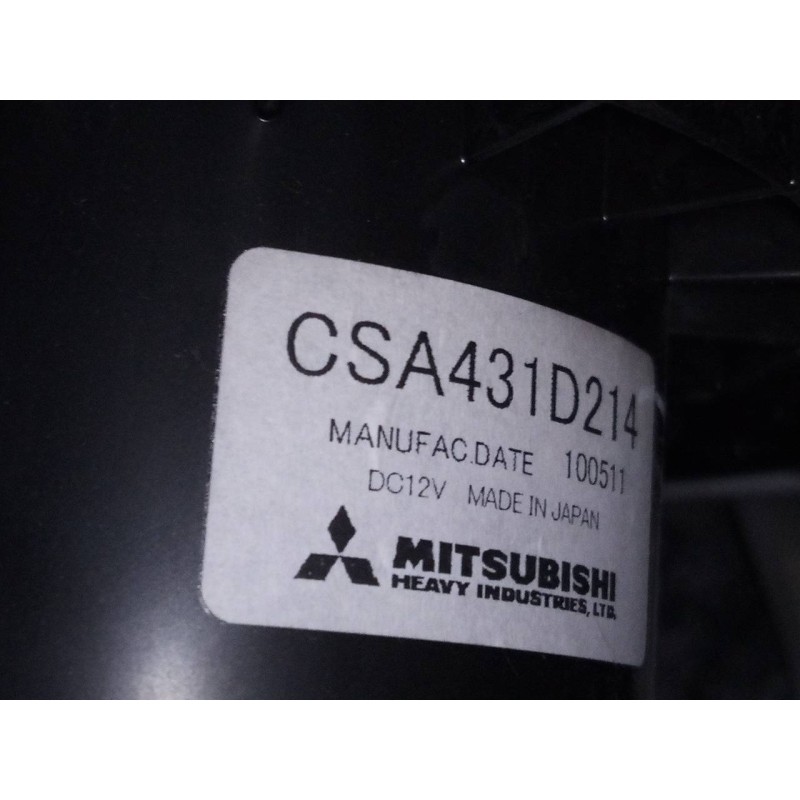 CSA431D214
MANUFAC.DATE 100511
DC12V MADE IN JAPAN
MITSUBISHI
HEAVY INDUSTRIES, LTD.